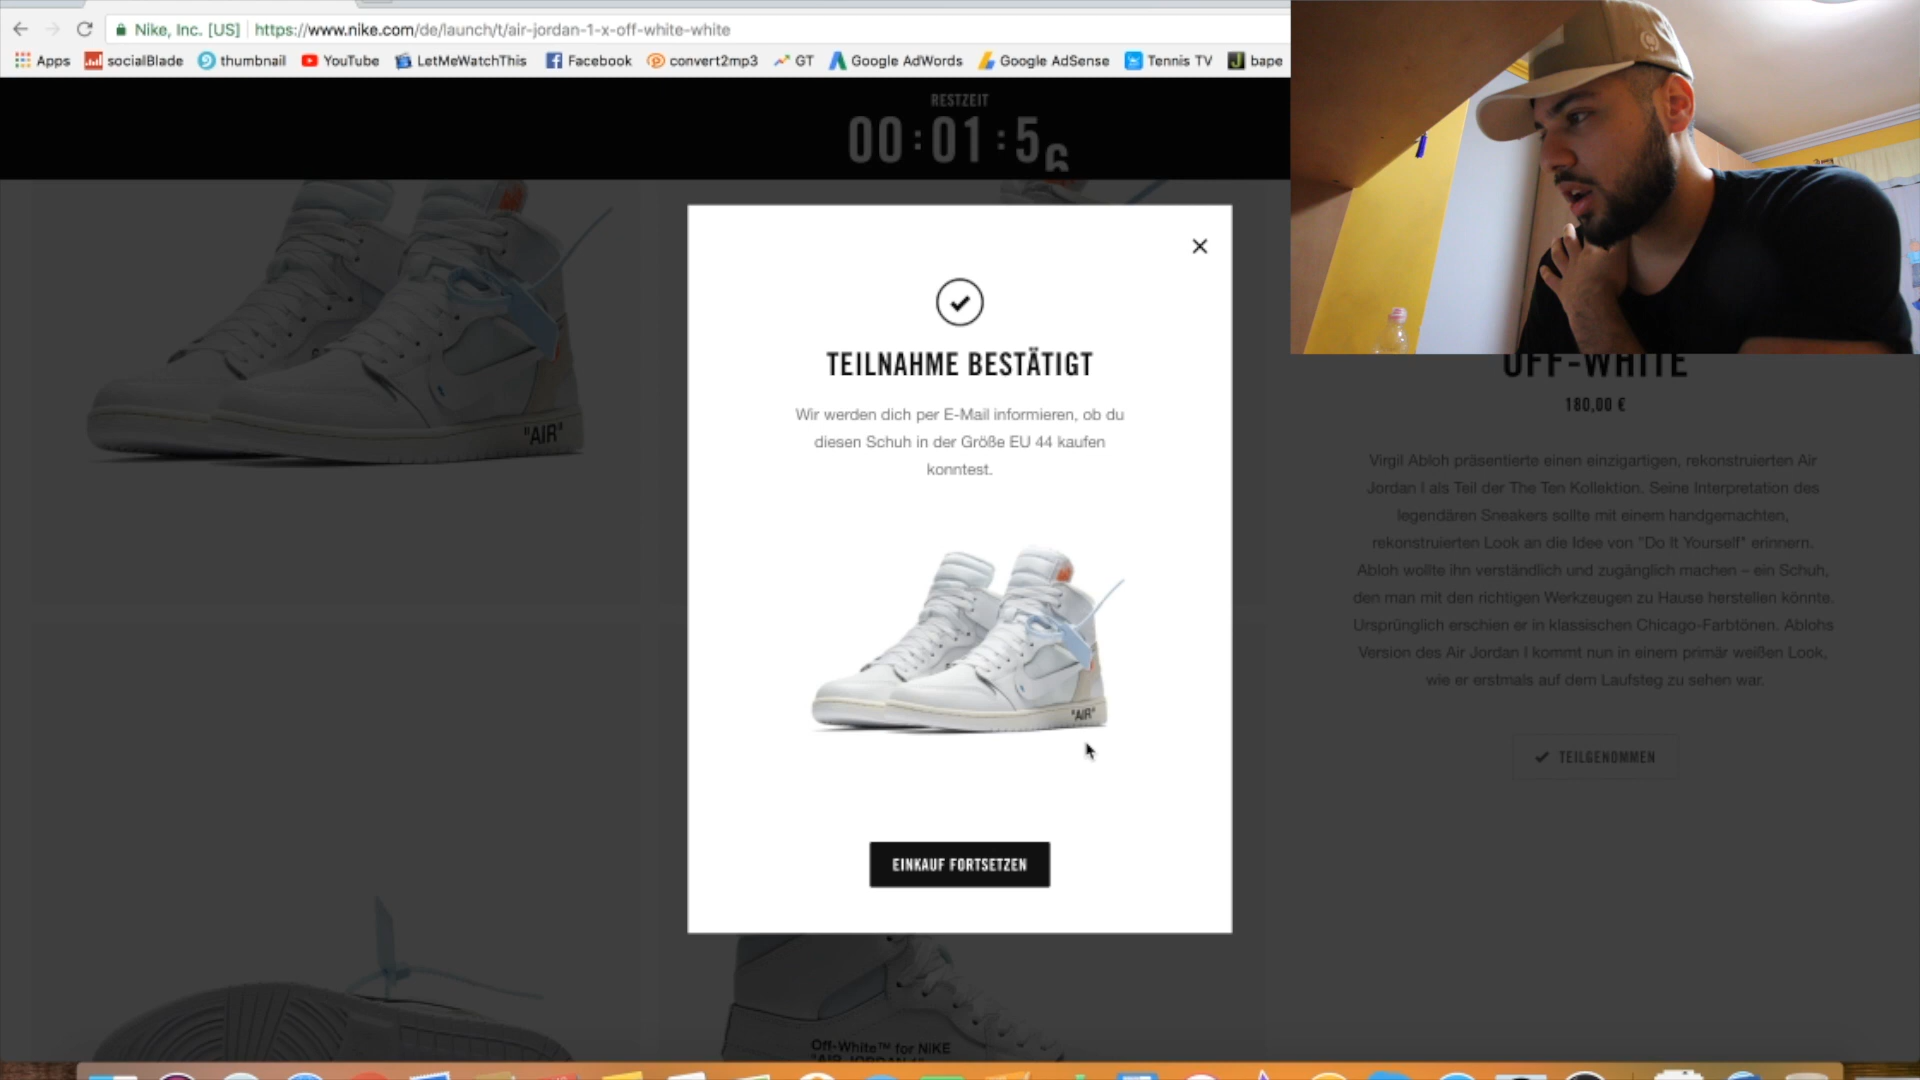 Nike, Inc. [US]
https://www.nike.com/de/launch/t/air-jordan-1-x-off-white-white
Apps socialBlade thumbnail YouTube LetMeWatchThis Facebook convert2mp3 GT Google AdWords Google AdSense Tennis TV bape
RESTZEIT
00:01:56
TEILNAHME BESTÄTIGT
Wir werden dich per E-Mail informieren, ob du
diesen Schuh in der Größe EU 44 kaufen
konntest.
"AIR"
"AIR"
EINKAUF FORTSETZEN
OFF-WHITE
180,00 €
Virgil Abloh präsentierte einen einzigartigen, rekonstruierten Air
Jordan I als Teil der The Ten Kollektion. Seine Interpretation des
legendären Sneakers sollte mit einem handgemachten,
rekonstruierten Look an die Idee von "Do It Yourself" erinnern.
Abloh wollte ihn verständlich und zugänglich machen – ein Schuh,
den man mit den richtigen Werkzeugen zu Hause herstellen könnte.
Ursprünglich erschien er in klassischen Chicago-Farbtönen. Ablohs
Version des Air Jordan I kommt nun in einem primär weißen Look,
wie er erstmals auf dem Laufsteg zu sehen war.
TEILGENOMMEN
Off-White™ for NIKE
"AIR JORDAN 1"